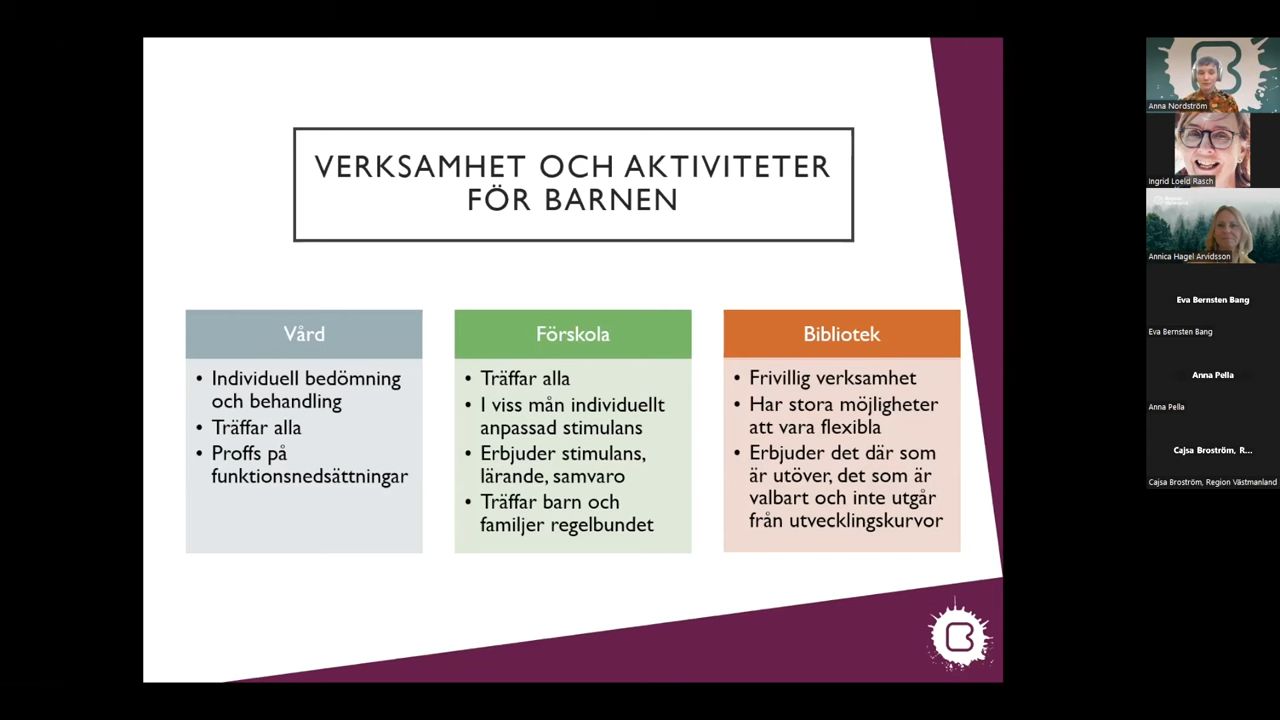 VERKSAMHET OCH AKTIVITETER
FÖR BARNEN
Vård
• Individuell bedömning
och behandling
• Träffar alla
• Proffs på
funktionsnedsättningar
Förskola
• Träffar alla
• I viss mån individuellt
anpassad stimulans
• Erbjuder stimulans,
lärande, samvaro
• Träffar barn och
familjer regelbundet
Bibliotek
• Frivillig verksamhet
• Har stora möjligheter
att vara flexibla
• Erbjuder det där som
är utöver, det som är
valbart och inte utgår
från utvecklingskurvor
Anna Nordström
Ingrid Loeld Rasch
Annica Hagel Arvidsson
Eva Bernsten Bang
Eva Bernsten Bang
Anna Pella
Anna Pella
Cajsa Broström, R...
Cajsa Broström, Region Västmanland